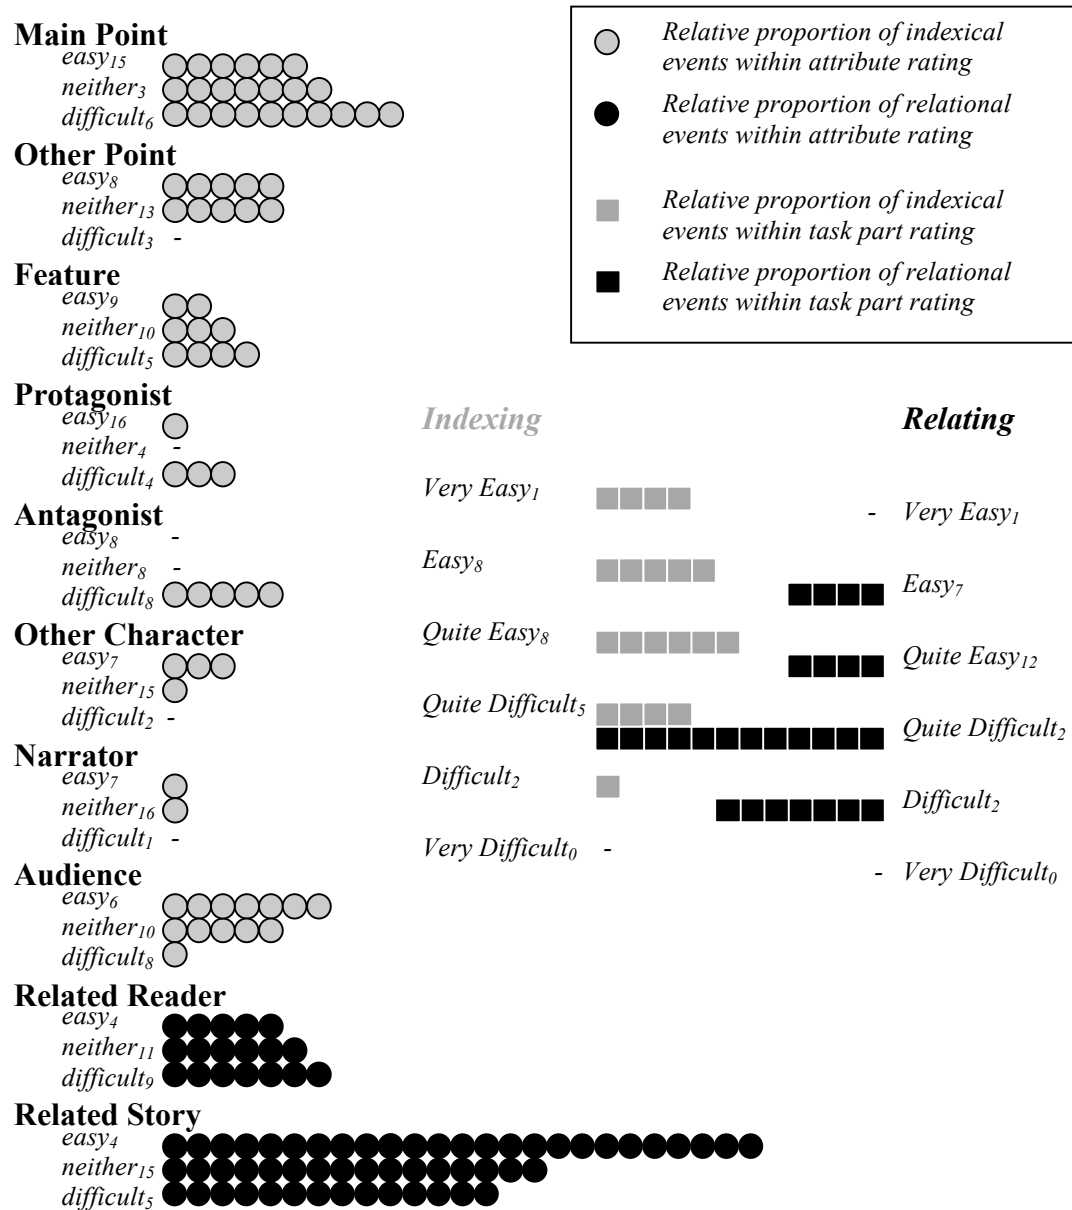 Main Point
easy15
neither3
difficult6
Other Point
easy8
neither13
difficult3 -
Feature
easy9
neither10
difficult5
Protagonist
easy16
neither4 -
difficult4
Antagonist
easy8 -
neither8 -
difficult8
Other Character
easy7
neither15
difficult2 -
Narrator
easy7
neither16
difficult1 -
Audience
easy6
neither10
difficult8
Related Reader
easy4
neither11
difficult9
Related Story
easy4
neither15
difficult5
Relative proportion of indexical
events within attribute rating
Relative proportion of relational
events within attribute rating
Relative proportion of indexical
events within task part rating
Relative proportion of relational
events within task part rating
Indexing
Very Easy1
Easy8
Quite Easy8
Quite Difficult5
Difficult2
Very Difficult0 -
Relating
- Very Easy1
Easy7
Quite Easy12
Quite Difficult2
Difficult2
- Very Difficult0